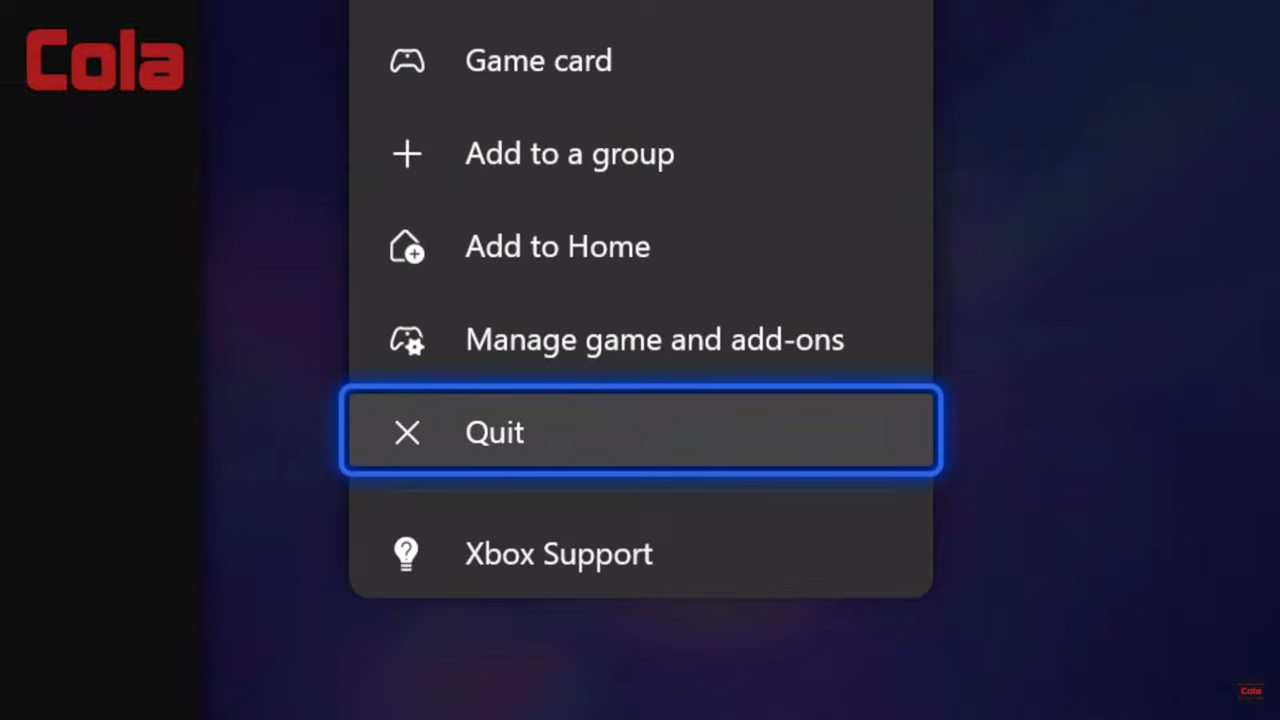 Cola
Game card
Add to a group
Add to Home
Manage game and add-ons
Quit
Xbox Support
Cola